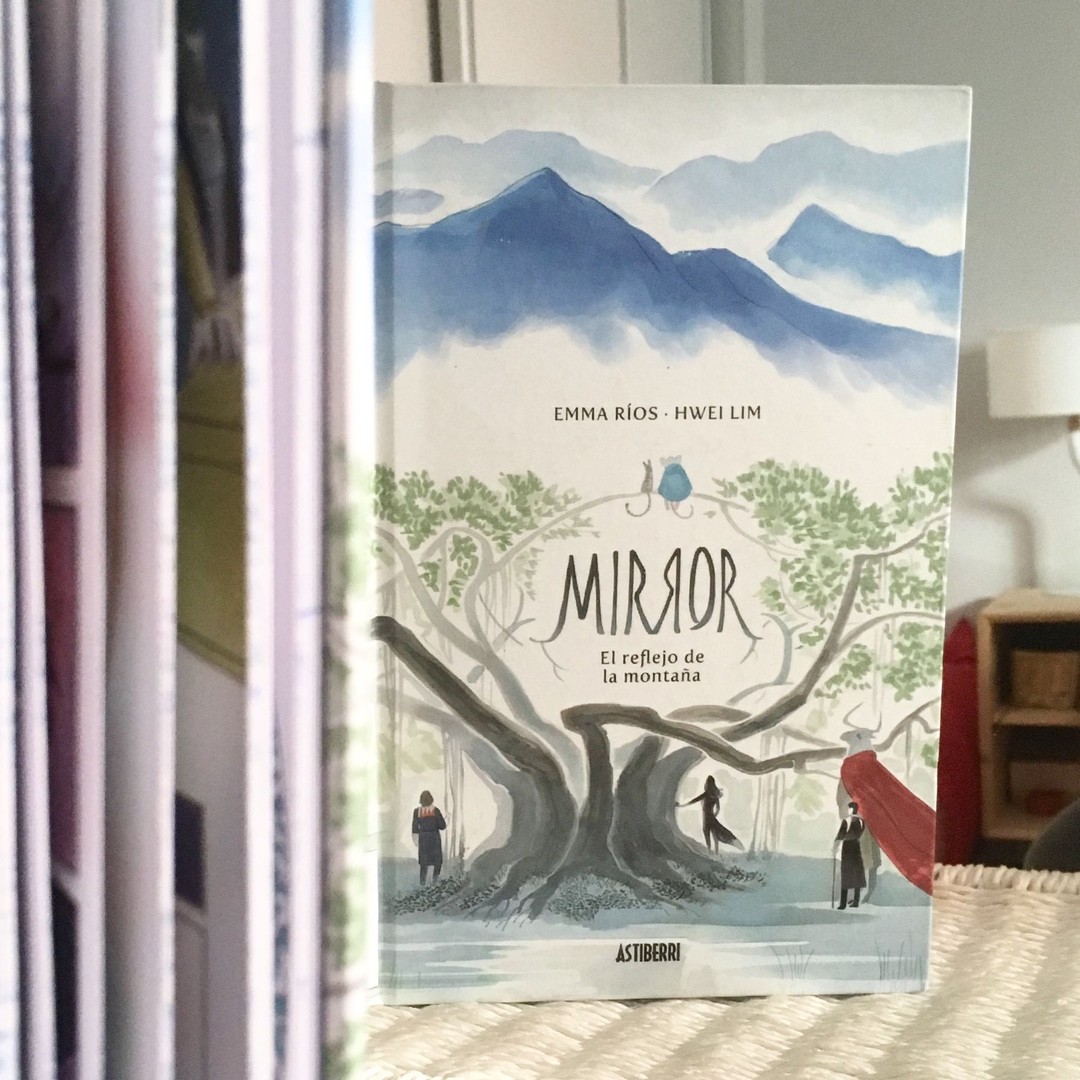 EMMA RÍOS · HWEI LIM
MIRROR
El reflejo de
la montaña
ASTIBERRI